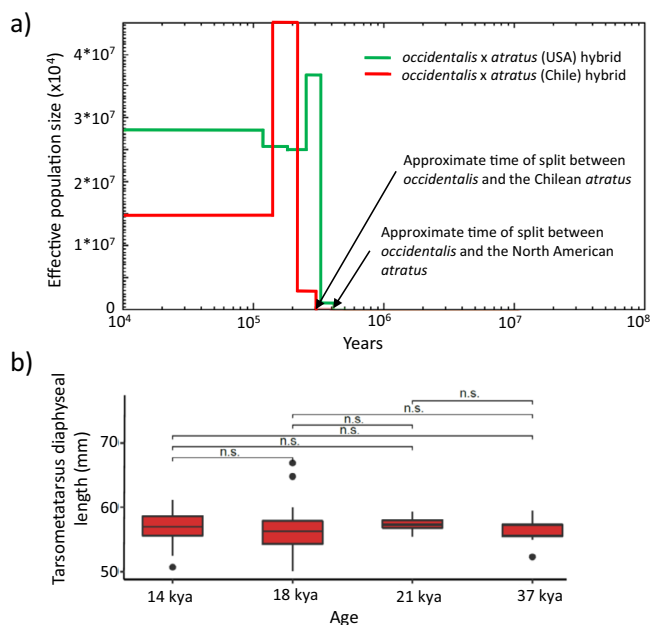 a)
Effective population size (x10⁴)
4*10⁷
3*10⁷
2*10⁷
1*10⁷
0
occidentalis x atratus (USA) hybrid
occidentalis x atratus (Chile) hybrid
Approximate time of split between
occidentalis and the Chilean atratus
Approximate time of split between
occidentalis and the North American
atratus
10⁴
10⁵
10⁶
10⁷
10⁸
Years
b)
Tarsometatarsus diaphyseal
length (mm)
70
60
50
n.s.
n.s.
n.s.
n.s.
n.s.
n.s.
14 kya
18 kya
21 kya
37 kya
Age